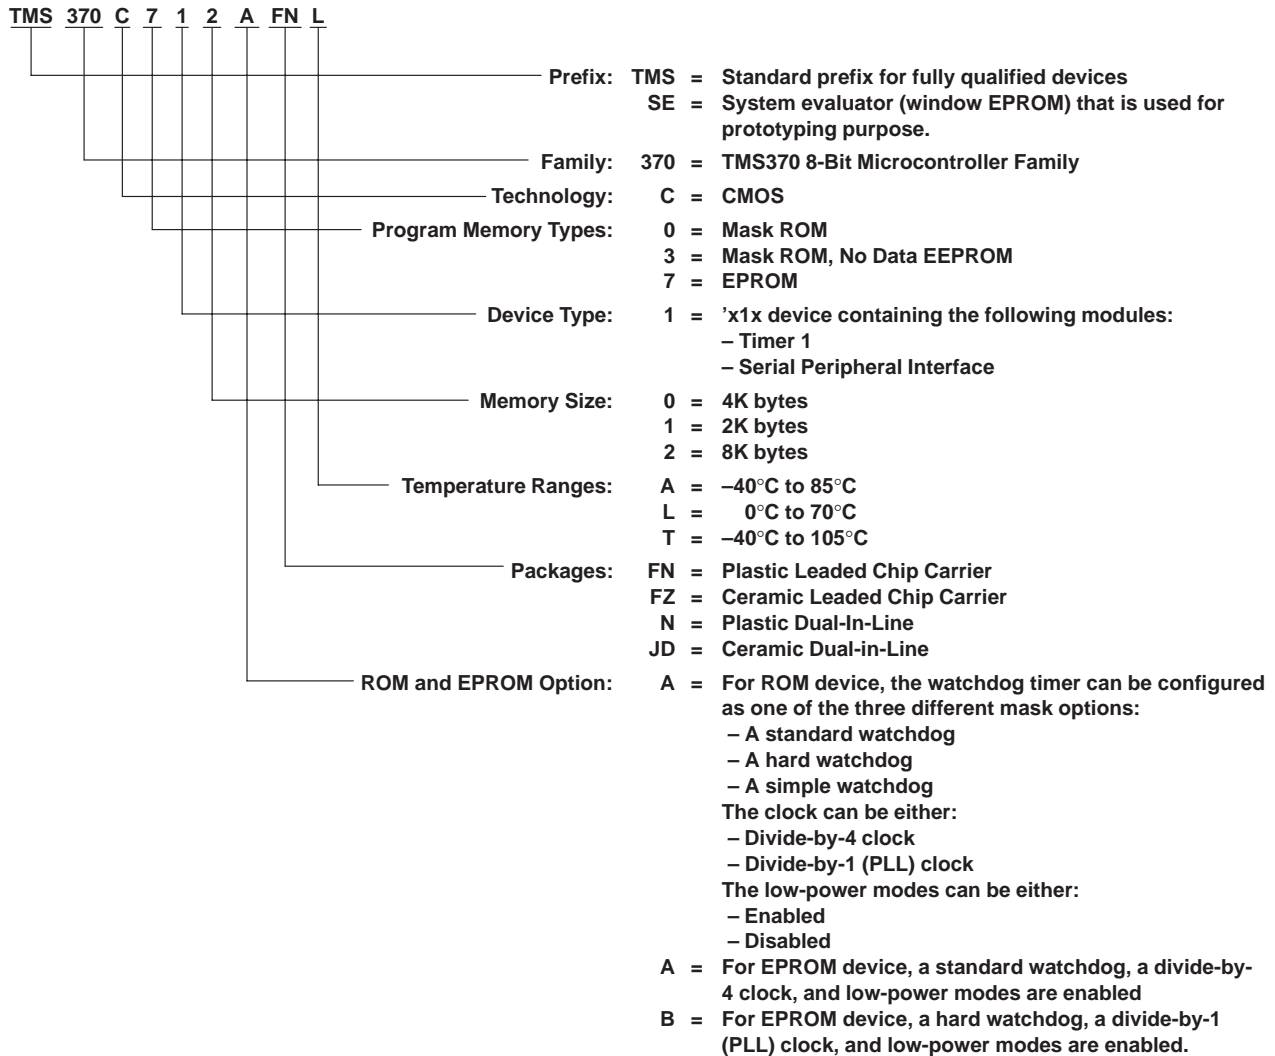 TMS 370 C 7 1 2 A FN L
Prefix: TMS = Standard prefix for fully qualified devices
SE = System evaluator (window EPROM) that is used for
prototyping purpose.
Family: 370 = TMS370 8-Bit Microcontroller Family
Technology: C = CMOS
Program Memory Types: 0 = Mask ROM
3 = Mask ROM, No Data EEPROM
7 = EPROM
Device Type: 1 = ’x1x device containing the following modules:
– Timer 1
– Serial Peripheral Interface
Memory Size: 0 = 4K bytes
1 = 2K bytes
2 = 8K bytes
Temperature Ranges: A = –40°C to 85°C
L = 0°C to 70°C
T = –40°C to 105°C
Packages: FN = Plastic Leaded Chip Carrier
FZ = Ceramic Leaded Chip Carrier
N = Plastic Dual-In-Line
JD = Ceramic Dual-in-Line
ROM and EPROM Option: A = For ROM device, the watchdog timer can be configured
as one of the three different mask options:
– A standard watchdog
– A hard watchdog
– A simple watchdog
The clock can be either:
– Divide-by-4 clock
– Divide-by-1 (PLL) clock
The low-power modes can be either:
– Enabled
– Disabled
A = For EPROM device, a standard watchdog, a divide-by-
4 clock, and low-power modes are enabled
B = For EPROM device, a hard watchdog, a divide-by-1
(PLL) clock, and low-power modes are enabled.